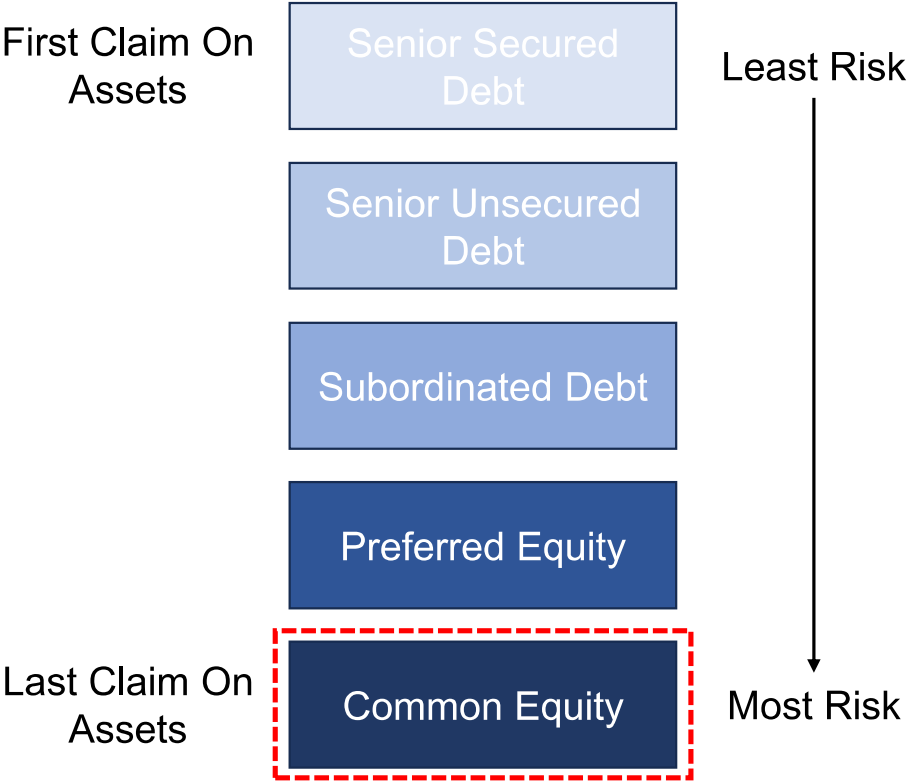 First Claim On
Assets
Senior Secured
Debt
Least Risk
Senior Unsecured
Debt
Subordinated Debt
Preferred Equity
Last Claim On
Assets
Common Equity
Most Risk